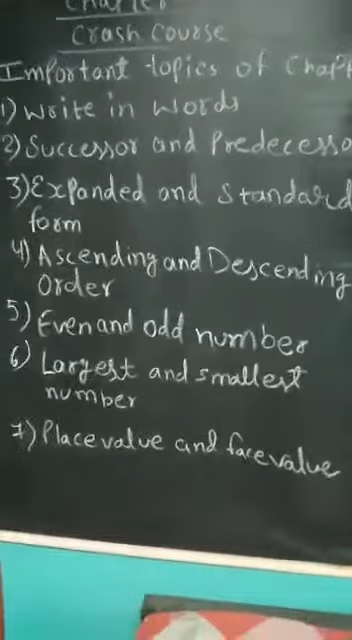 Chapter
Crash Course
Important topics of Chapt
1) Write in Words
2) Successor and Predecesso
3) Expanded and Standard
form
4) Ascending and Descending
Order
5) Even and odd number
6) Largest and smallest
number
7) Place value and face value